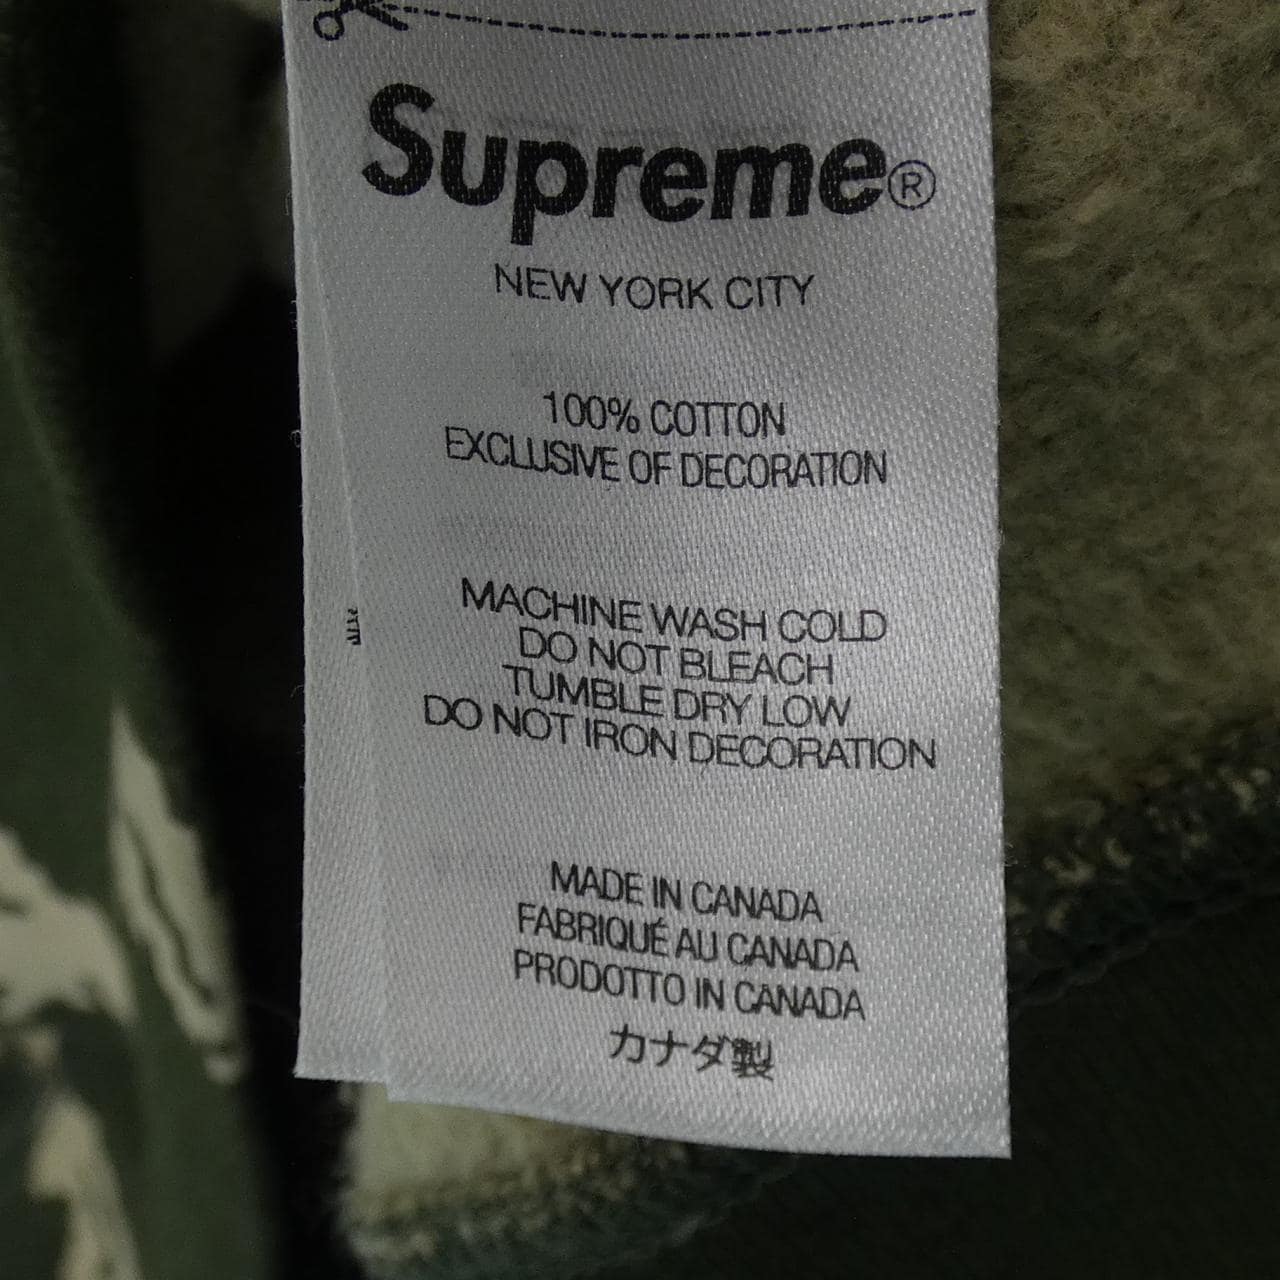 Supreme®
NEW YORK CITY
100% COTTON
EXCLUSIVE OF DECORATION
MACHINE WASH COLD
DO NOT BLEACH
TUMBLE DRY LOW
DO NOT IRON DECORATION
MADE IN CANADA
FABRIQUÉ AU CANADA
PRODOTTO IN CANADA
カナダ製